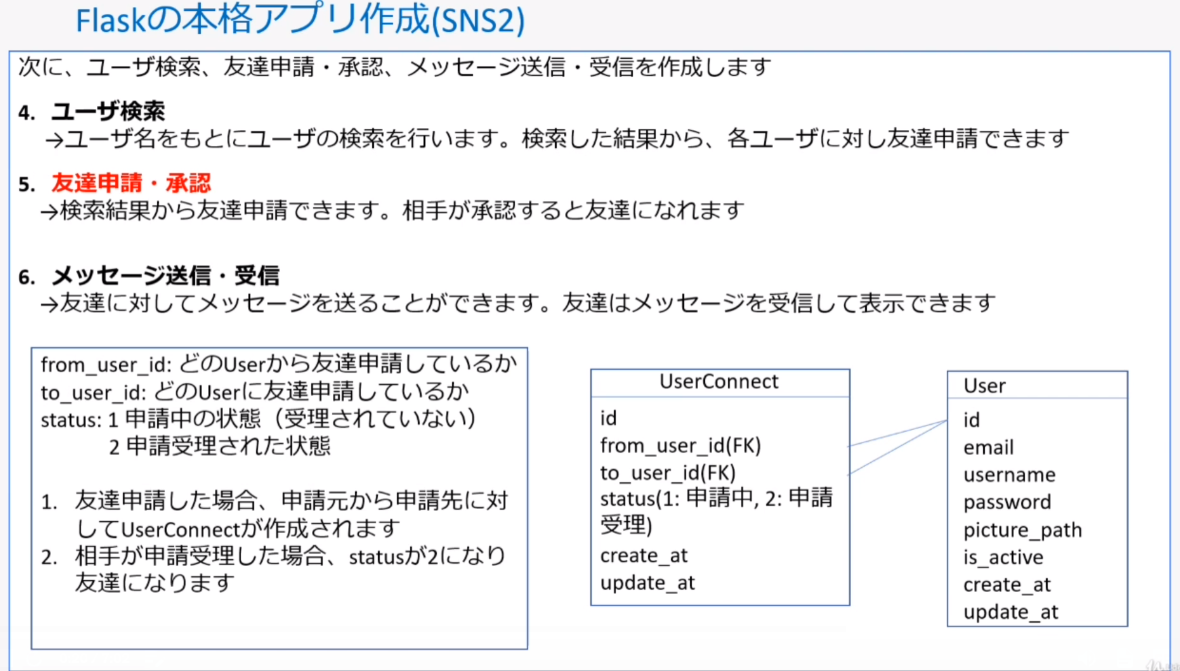 Flaskの本格アプリ作成(SNS2)
次に、ユーザ検索、友達申請・承認、メッセージ送信・受信を作成します
4. ユーザ検索
→ユーザ名をもとにユーザの検索を行います。検索した結果から、各ユーザに対し友達申請できます
5. 友達申請・承認
→検索結果から友達申請できます。相手が承認すると友達になれます
6. メッセージ送信・受信
→友達に対してメッセージを送ることができます。友達はメッセージを受信して表示できます
from_user_id: どのUserから友達申請しているか
to_user_id: どのUserに友達申請しているか
status: 1 申請中の状態（受理されていない）
2 申請受理された状態
1. 友達申請した場合、申請元から申請先に対
してUserConnectが作成されます
2. 相手が申請受理した場合、statusが2になり
友達になります
UserConnect
id
from_user_id(FK)
to_user_id(FK)
status(1: 申請中, 2: 申請
受理)
create_at
update_at
User
id
email
username
password
picture_path
is_active
create_at
update_at